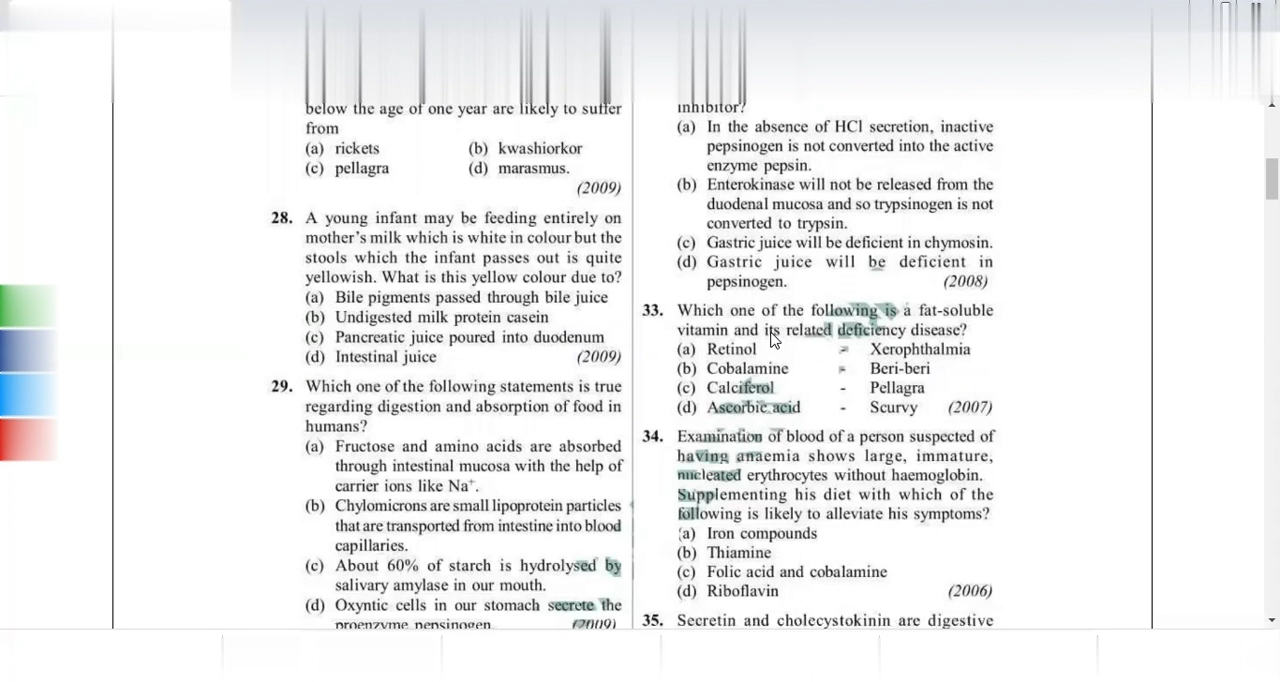 below the age of one year are likely to suffer
from
(a) rickets (b) kwashiorkor
(c) pellagra (d) marasmus.
(2009)
28. A young infant may be feeding entirely on
mother's milk which is white in colour but the
stools which the infant passes out is quite
yellowish. What is this yellow colour due to?
(a) Bile pigments passed through bile juice
(b) Undigested milk protein casein
(c) Pancreatic juice poured into duodenum
(d) Intestinal juice (2009)
29. Which one of the following statements is true
regarding digestion and absorption of food in
humans?
(a) Fructose and amino acids are absorbed
through intestinal mucosa with the help of
carrier ions like Na⁺.
(b) Chylomicrons are small lipoprotein particles
that are transported from intestine into blood
capillaries.
(c) About 60% of starch is hydrolysed by
salivary amylase in our mouth.
(d) Oxyntic cells in our stomach secrete the
proenzyme pepsinogen. (2009)
inhibitor?
(a) In the absence of HCl secretion, inactive
pepsinogen is not converted into the active
enzyme pepsin.
(b) Enterokinase will not be released from the
duodenal mucosa and so trypsinogen is not
converted to trypsin.
(c) Gastric juice will be deficient in chymosin.
(d) Gastric juice will be deficient in
pepsinogen. (2008)
33. Which one of the following is a fat-soluble
vitamin and its related deficiency disease?
(a) Retinol - Xerophthalmia
(b) Cobalamine - Beri-beri
(c) Calciferol - Pellagra
(d) Ascorbic acid - Scurvy (2007)
34. Examination of blood of a person suspected of
having anaemia shows large, immature,
nucleated erythrocytes without haemoglobin.
Supplementing his diet with which of the
following is likely to alleviate his symptoms?
(a) Iron compounds
(b) Thiamine
(c) Folic acid and cobalamine
(d) Riboflavin (2006)
35. Secretin and cholecystokinin are digestive